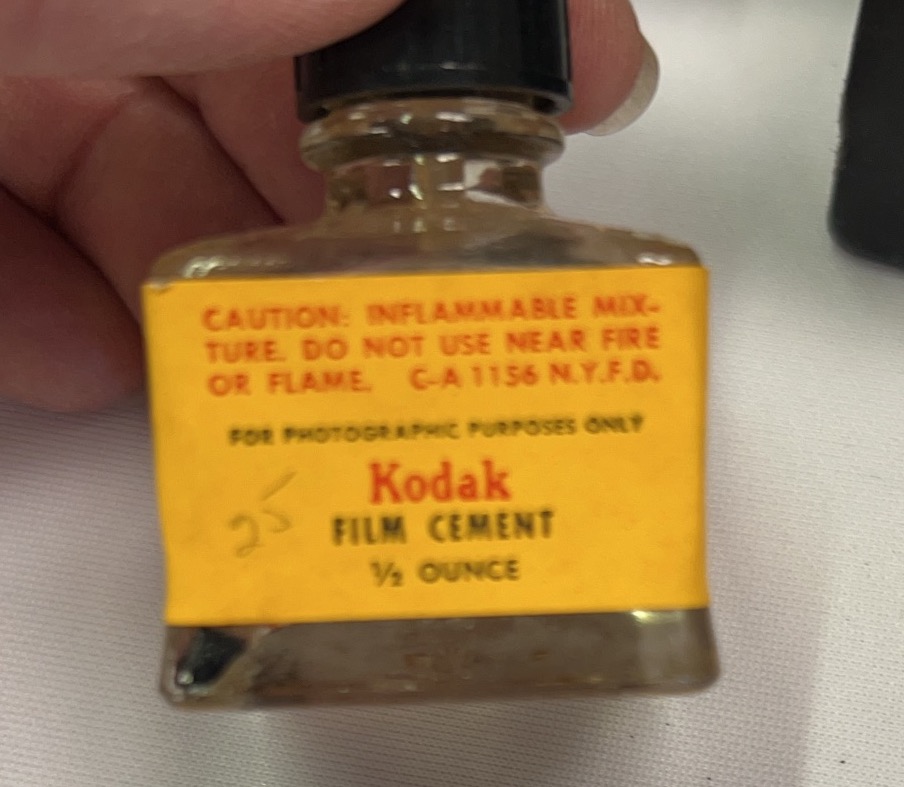 CAUTION: INFLAMMABLE MIX-
TURE. DO NOT USE NEAR FIRE
OR FLAME. C-A 1156 N.Y.F.D.
FOR PHOTOGRAPHIC PURPOSES ONLY
Kodak
25
FILM CEMENT
½ OUNCE